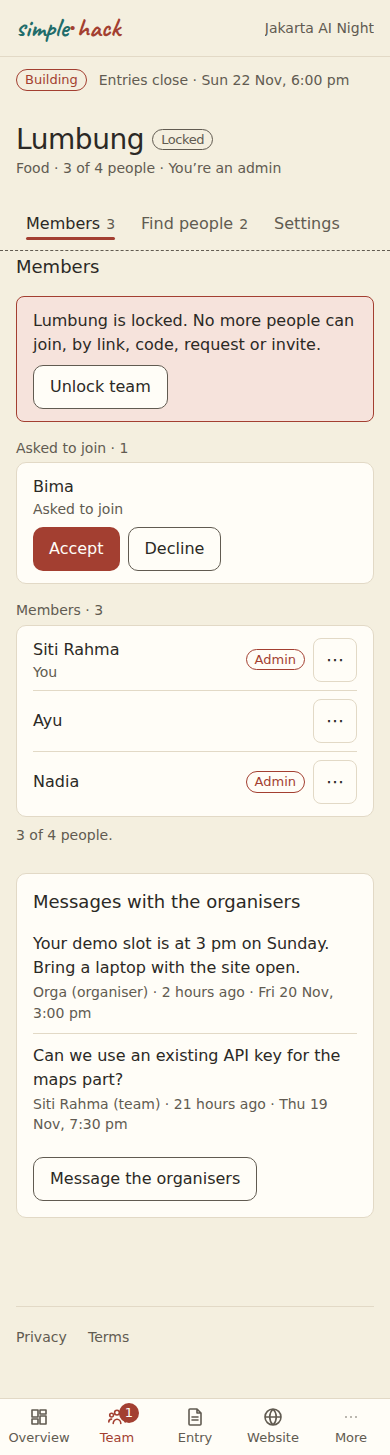 simple·hack
Jakarta AI Night
Building Entries close · Sun 22 Nov, 6:00 pm
Lumbung Locked
Food · 3 of 4 people · You’re an admin
Members 3 Find people 2 Settings
Members
Lumbung is locked. No more people can
join, by link, code, request or invite.
Unlock team
Asked to join · 1
Bima
Asked to join
Accept Decline
Members · 3
Siti Rahma
You
Admin ···
Ayu ···
Nadia Admin ···
3 of 4 people.
Messages with the organisers
Your demo slot is at 3 pm on Sunday.
Bring a laptop with the site open.
Orga (organiser) · 2 hours ago · Fri 20 Nov,
3:00 pm
Can we use an existing API key for the
maps part?
Siti Rahma (team) · 21 hours ago · Thu 19
Nov, 7:30 pm
Message the organisers
Privacy Terms
1
Overview Team Entry Website More